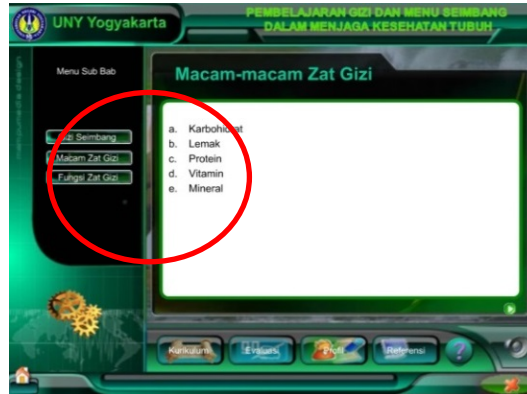 UNY Yogyakarta
PEMBELAJARAN GIZI DAN MENU SEIMBANG
DALAM MENJAGA KESEHATAN TUBUH
Menu Sub Bab
Macam-macam Zat Gizi
Gizi Seimbang
Macam Zat Gizi
Fungsi Zat Gizi
a. Karbohidrat
b. Lemak
c. Protein
d. Vitamin
e. Mineral
Kurikulum
Evaluasi
Profil
Referensi
?